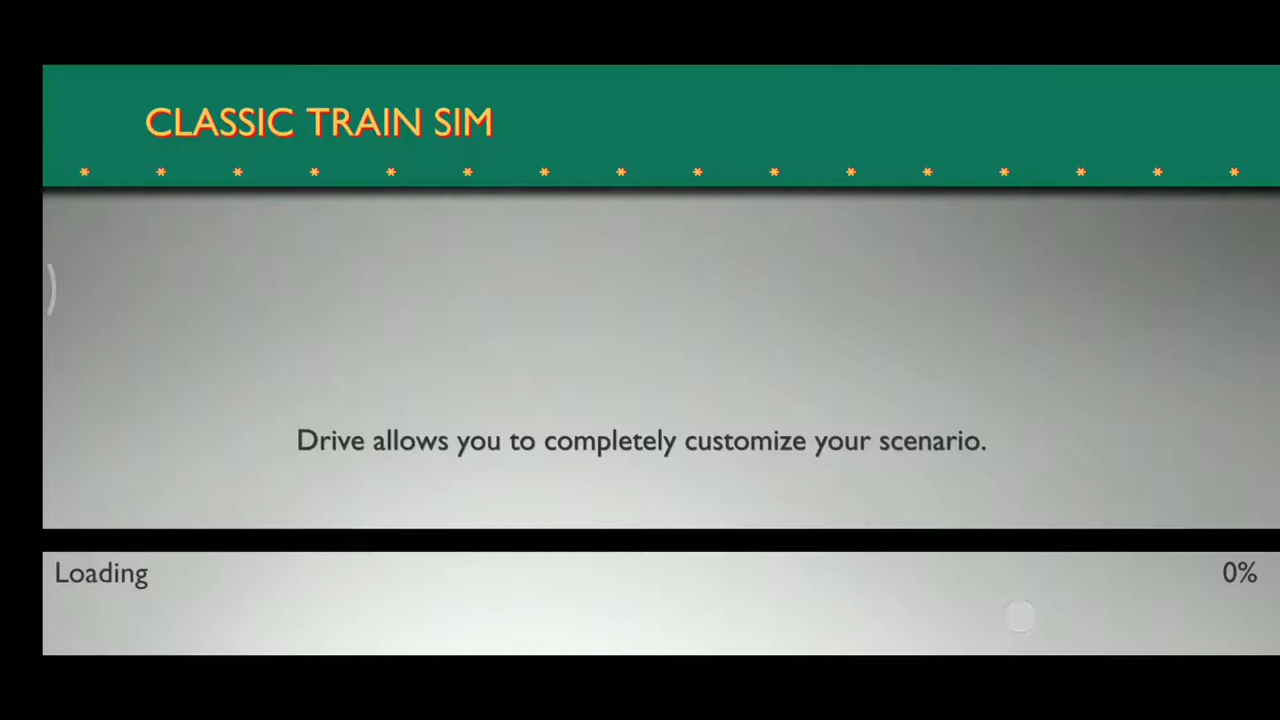 CLASSIC TRAIN SIM
* * * * * * * * * * * * * * * *
Drive allows you to completely customize your scenario.
Loading 0%